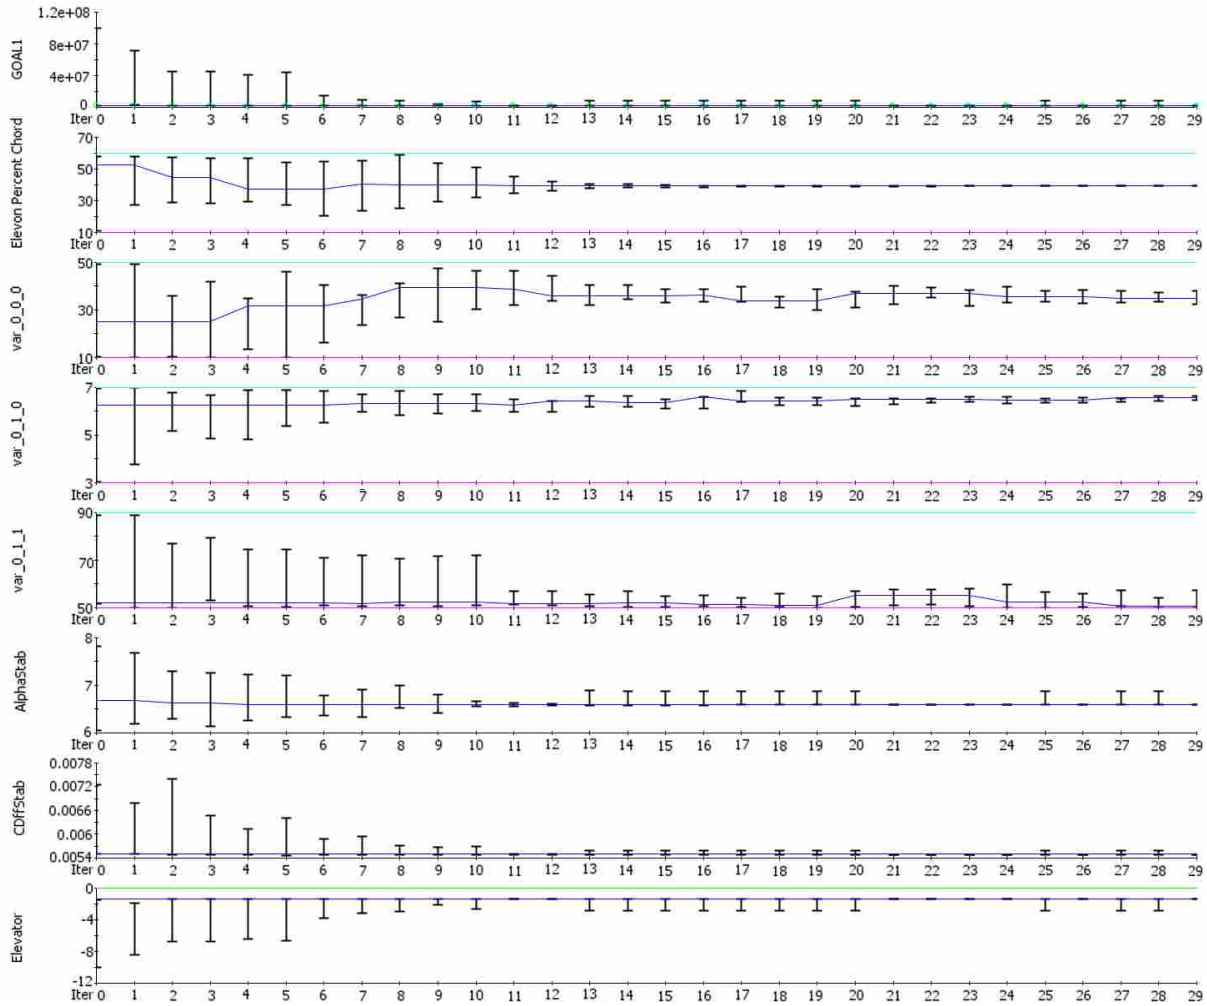 1.2e+08
8e+07
4e+07
0
GOAL1
Iter 0 1 2 3 4 5 6 7 8 9 10 11 12 13 14 15 16 17 18 19 20 21 22 23 24 25 26 27 28 29
70
50
30
10
Elevon Percent Chord
Iter 0 1 2 3 4 5 6 7 8 9 10 11 12 13 14 15 16 17 18 19 20 21 22 23 24 25 26 27 28 29
50
30
10
var_0_0_0
Iter 0 1 2 3 4 5 6 7 8 9 10 11 12 13 14 15 16 17 18 19 20 21 22 23 24 25 26 27 28 29
7
5
3
var_0_1_0
Iter 0 1 2 3 4 5 6 7 8 9 10 11 12 13 14 15 16 17 18 19 20 21 22 23 24 25 26 27 28 29
90
70
50
var_0_1_1
Iter 0 1 2 3 4 5 6 7 8 9 10 11 12 13 14 15 16 17 18 19 20 21 22 23 24 25 26 27 28 29
8
7
6
AlphaStab
Iter 0 1 2 3 4 5 6 7 8 9 10 11 12 13 14 15 16 17 18 19 20 21 22 23 24 25 26 27 28 29
0.0078
0.0072
0.0066
0.006
0.0054
CDffStab
Iter 0 1 2 3 4 5 6 7 8 9 10 11 12 13 14 15 16 17 18 19 20 21 22 23 24 25 26 27 28 29
0
-4
-8
-12
Elevator
Iter 0 1 2 3 4 5 6 7 8 9 10 11 12 13 14 15 16 17 18 19 20 21 22 23 24 25 26 27 28 29